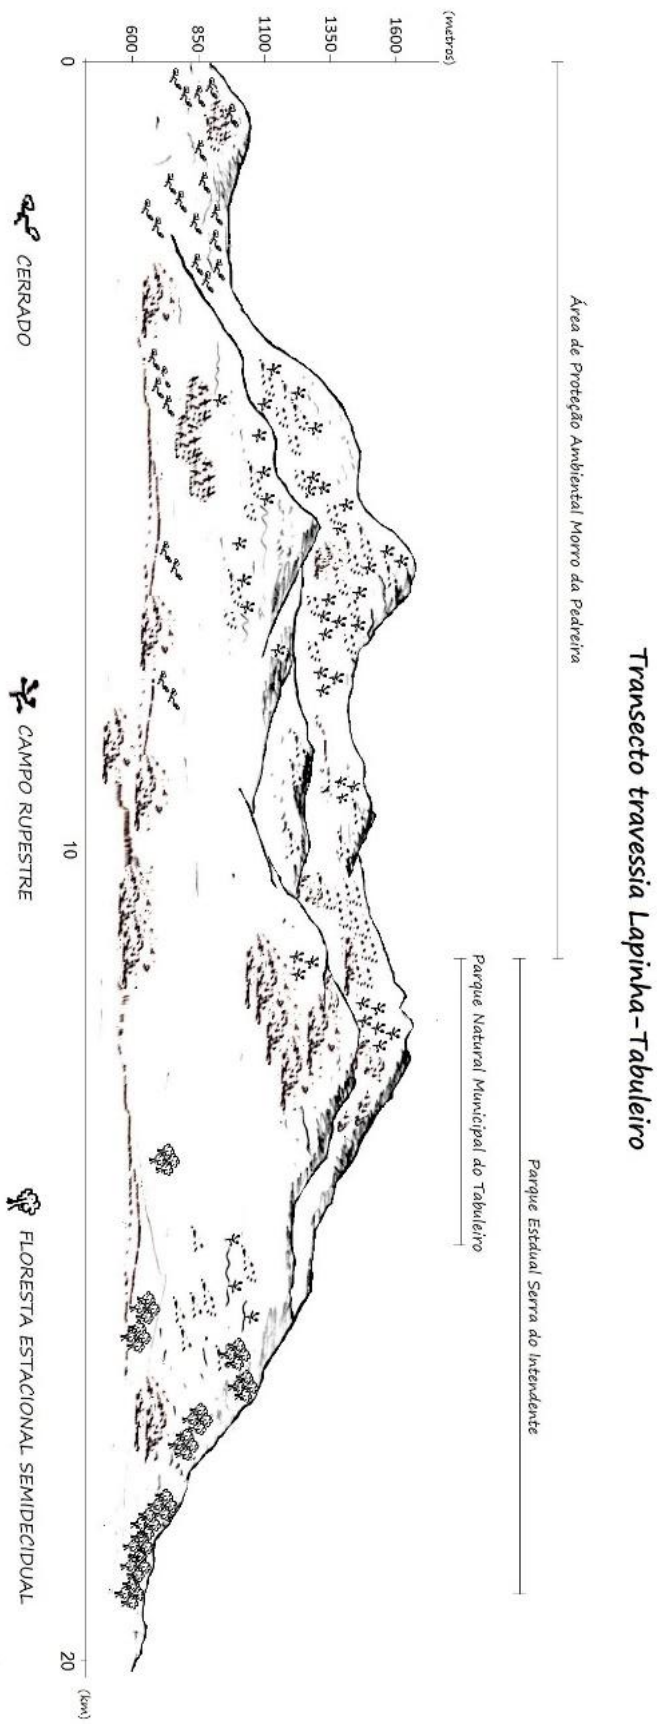 Transecto travessia Lapinha-Tabuleiro
Área de Proteção Ambiental Morro da Pedreira
Parque Estdual Serra do Intendente
Parque Natural Municipal do Tabuleiro
(metros)
1600
1350
1100
850
600
0
10
20
(km)
CERRADO
CAMPO RUPESTRE
FLORESTA ESTACIONAL SEMIDECIDUAL